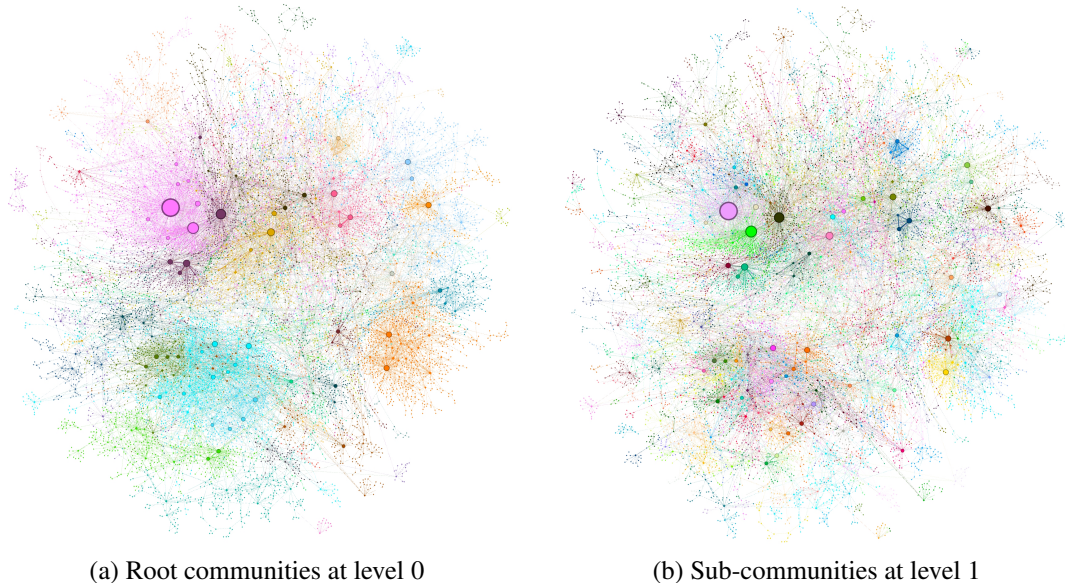 (a) Root communities at level 0
(b) Sub-communities at level 1